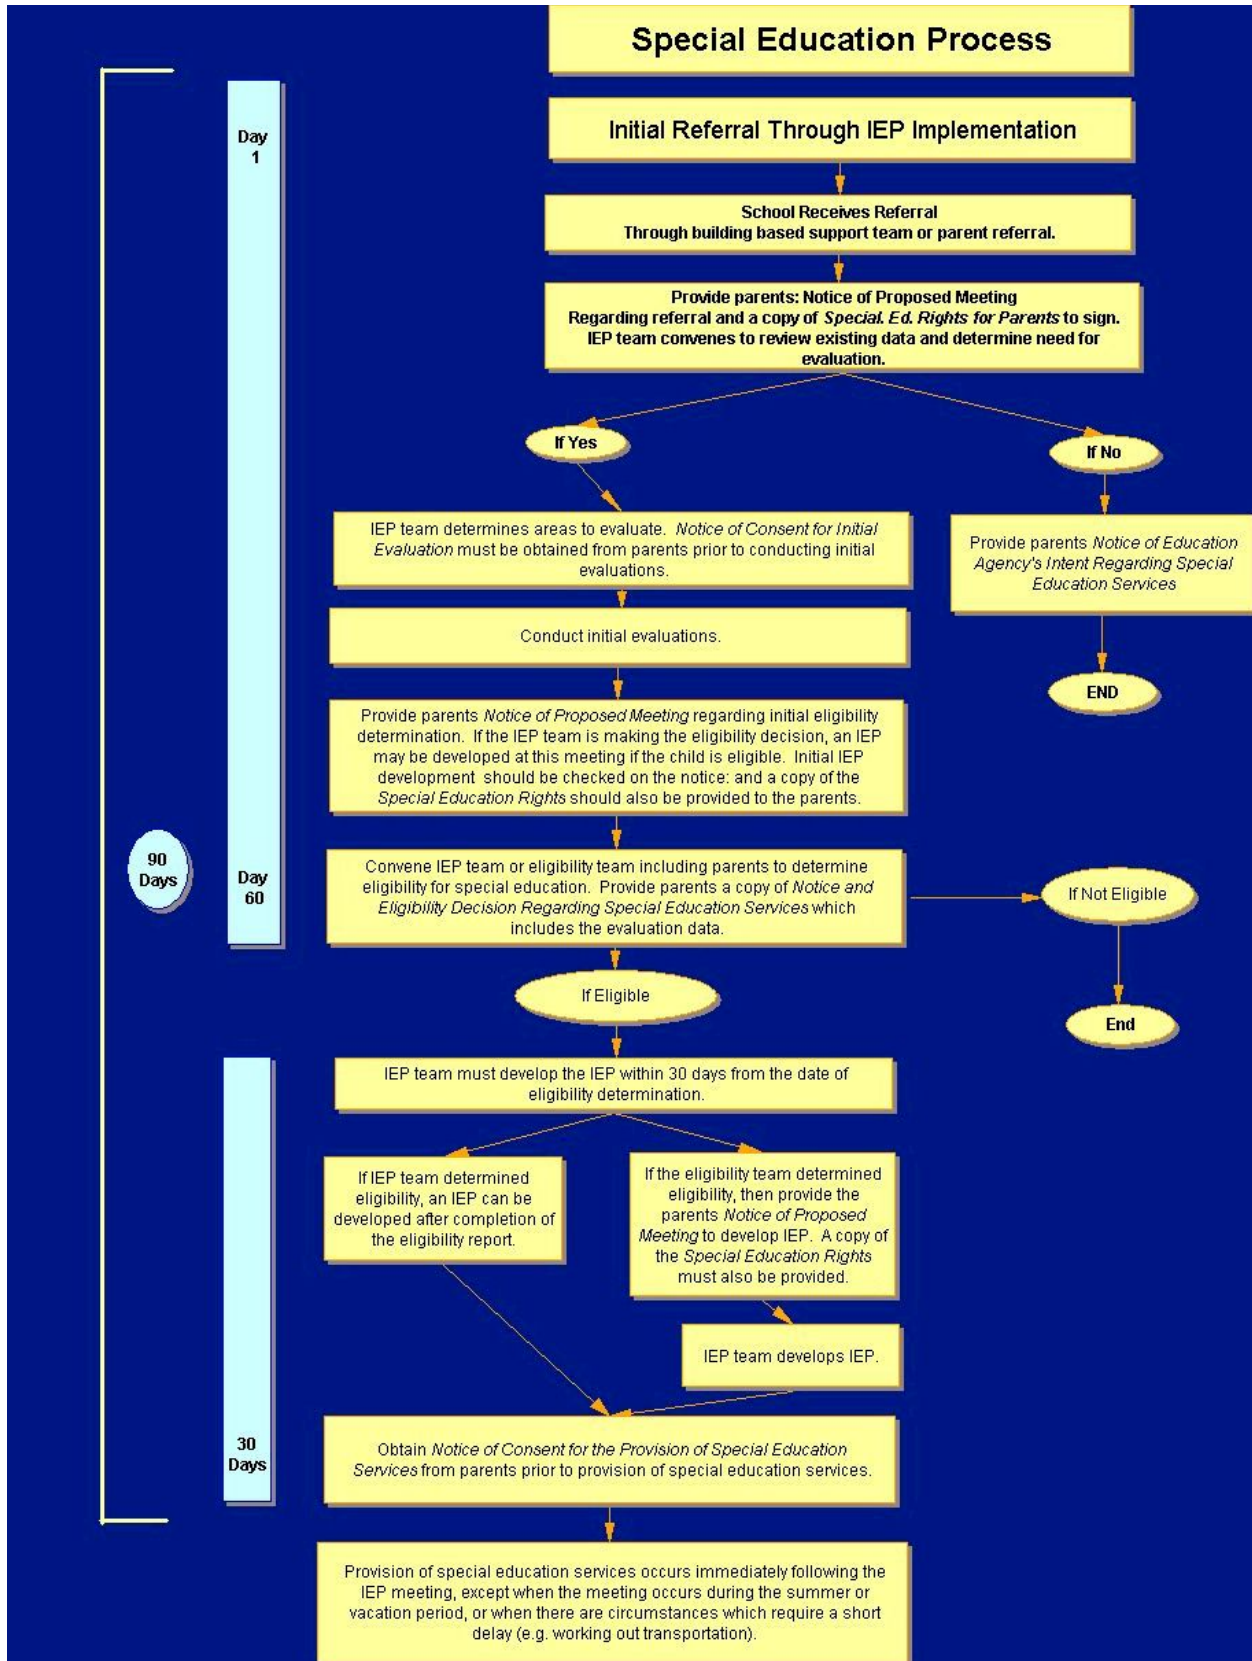 Special Education Process
Initial Referral Through IEP Implementation
Day
1
School Receives Referral
Through building based support team or parent referral.
Provide parents: Notice of Proposed Meeting
Regarding referral and a copy of Special. Ed. Rights for Parents to sign.
IEP team convenes to review existing data and determine need for
evaluation.
If Yes
If No
IEP team determines areas to evaluate. Notice of Consent for Initial
Evaluation must be obtained from parents prior to conducting initial
evaluations.
Provide parents Notice of Education
Agency's Intent Regarding Special
Education Services
Conduct initial evaluations.
END
Provide parents Notice of Proposed Meeting regarding initial eligibility
determination. If the IEP team is making the eligibility decision, an IEP
may be developed at this meeting if the child is eligible. Initial IEP
development should be checked on the notice: and a copy of the
Special Education Rights should also be provided to the parents.
90
Days
Day
60
Convene IEP team or eligibility team including parents to determine
eligibility for special education. Provide parents a copy of Notice and
Eligibility Decision Regarding Special Education Services which
includes the evaluation data.
If Not Eligible
If Eligible
End
IEP team must develop the IEP within 30 days from the date of
eligibility determination.
If IEP team determined
eligibility, an IEP can be
developed after completion of
the eligibility report.
If the eligibility team determined
eligibility, then provide the
parents Notice of Proposed
Meeting to develop IEP. A copy of
the Special Education Rights
must also be provided.
IEP team develops IEP.
30
Days
Obtain Notice of Consent for the Provision of Special Education
Services from parents prior to provision of special education services.
Provision of special education services occurs immediately following the
IEP meeting, except when the meeting occurs during the summer or
vacation period, or when there are circumstances which require a short
delay (e.g. working out transportation).